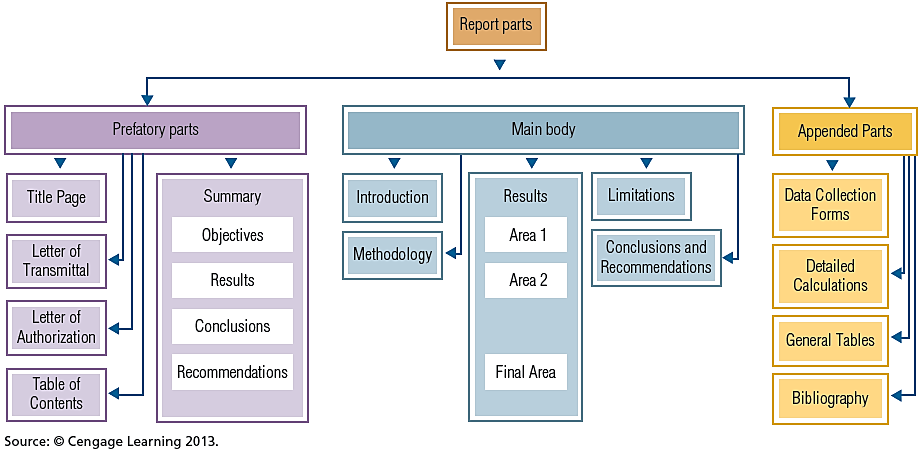 Report parts
Prefatory parts
Title Page
Letter of
Transmittal
Letter of
Authorization
Table of
Contents
Summary
Objectives
Results
Conclusions
Recommendations
Main body
Introduction
Methodology
Results
Area 1
Area 2
Final Area
Limitations
Conclusions and
Recommendations
Appended Parts
Data Collection
Forms
Detailed
Calculations
General Tables
Bibliography
Source: © Cengage Learning 2013.